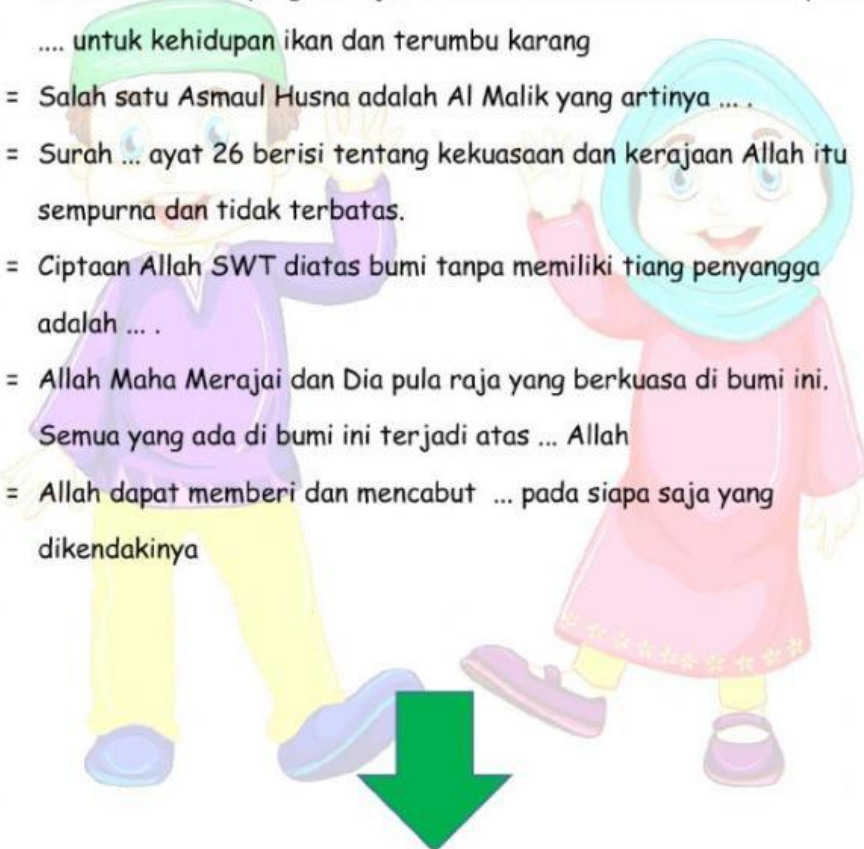 .... untuk kehidupan ikan dan terumbu karang
= Salah satu Asmaul Husna adalah Al Malik yang artinya ... .
= Surah ... ayat 26 berisi tentang kekuasaan dan kerajaan Allah itu
sempurna dan tidak terbatas.
= Ciptaan Allah SWT diatas bumi tanpa memiliki tiang penyangga
adalah ... .
= Allah Maha Merajai dan Dia pula raja yang berkuasa di bumi ini.
Semua yang ada di bumi ini terjadi atas ... Allah
= Allah dapat memberi dan mencabut ... pada siapa saja yang
dikendakinya